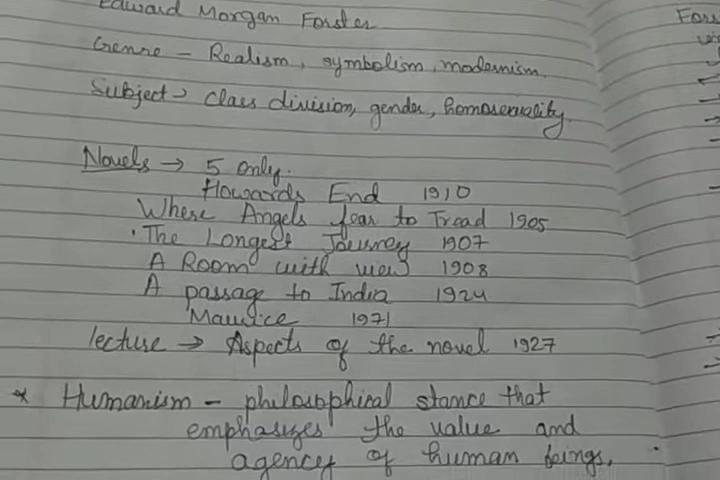 Edward Morgan Forster
Genre - Realism, symbolism, modernism.
Subject → class division, gender, homosexuality
Novels → 5 only.
Howards End 1910
Where Angels fear to Tread 1905
The Longest Journey 1907
A Room with view 1908
A passage to India 1924
Maurice 1971
lecture → Aspects of the novel 1927
* Humanism - philosophical stance that
emphasizes the value and
agency of human beings.